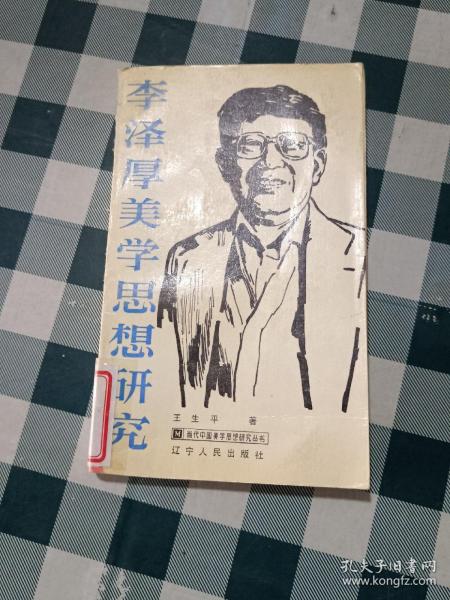 李泽厚美学思想研究
王生平 著
当代中国美学思想研究丛书
辽宁人民出版社
孔夫子旧书网
www.kongfz.com